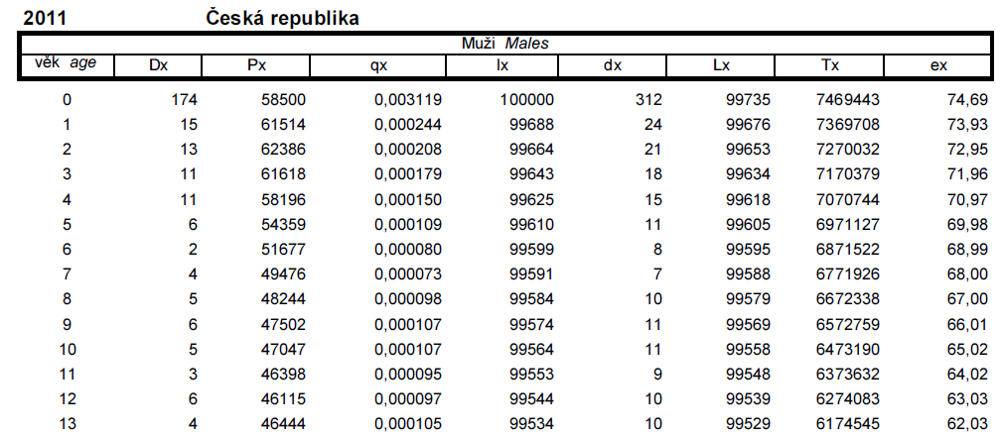 2011 Česká republika
Muži Males
věk age Dx Px qx lx dx Lx Tx ex
0 174 58500 0,003119 100000 312 99735 7469443 74,69
1 15 61514 0,000244 99688 24 99676 7369708 73,93
2 13 62386 0,000208 99664 21 99653 7270032 72,95
3 11 61618 0,000179 99643 18 99634 7170379 71,96
4 11 58196 0,000150 99625 15 99618 7070744 70,97
5 6 54359 0,000109 99610 11 99605 6971127 69,98
6 2 51677 0,000080 99599 8 99595 6871522 68,99
7 4 49476 0,000073 99591 7 99588 6771926 68,00
8 5 48244 0,000098 99584 10 99579 6672338 67,00
9 6 47502 0,000107 99574 11 99569 6572759 66,01
10 5 47047 0,000107 99564 11 99558 6473190 65,02
11 3 46398 0,000095 99553 9 99548 6373632 64,02
12 6 46115 0,000097 99544 10 99539 6274083 63,03
13 4 46444 0,000105 99534 10 99529 6174545 62,03